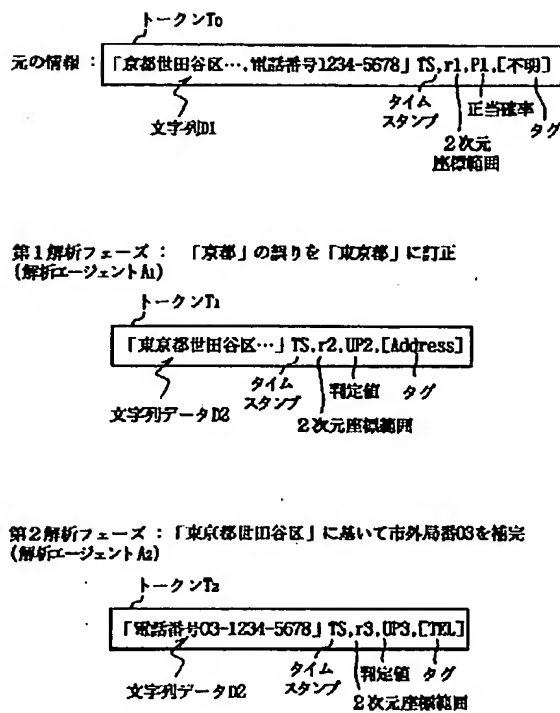 トークンT0
元の情報：
「京都世田谷区…,電話番号1234-5678」TS,r1,P1,[不明]
文字列D1
タイム
スタンプ
正当確率
タグ
2次元
座標範囲
第1解析フェーズ： 「京都」の誤りを「東京都」に訂正
(解析エージェントA1)
トークンT1
「東京都世田谷区…」TS,r2,UP2,[Address]
文字列データD2
タイム
スタンプ
判定値
タグ
2次元座標範囲
第2解析フェーズ：「東京都世田谷区」に基いて市外局番03を補完
(解析エージェントA2)
トークンT2
「電話番号03-1234-5678」TS,r3,UP3,[TEL]
文字列データD2
タイム
スタンプ
判定値
タグ
2次元座標範囲